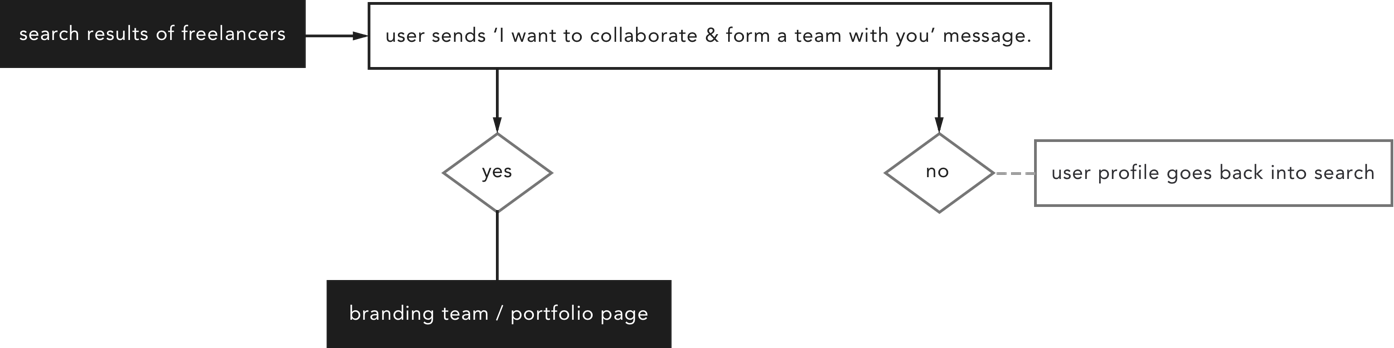 search results of freelancers
user sends ‘I want to collaborate & form a team with you’ message.
yes
no
user profile goes back into search
branding team / portfolio page